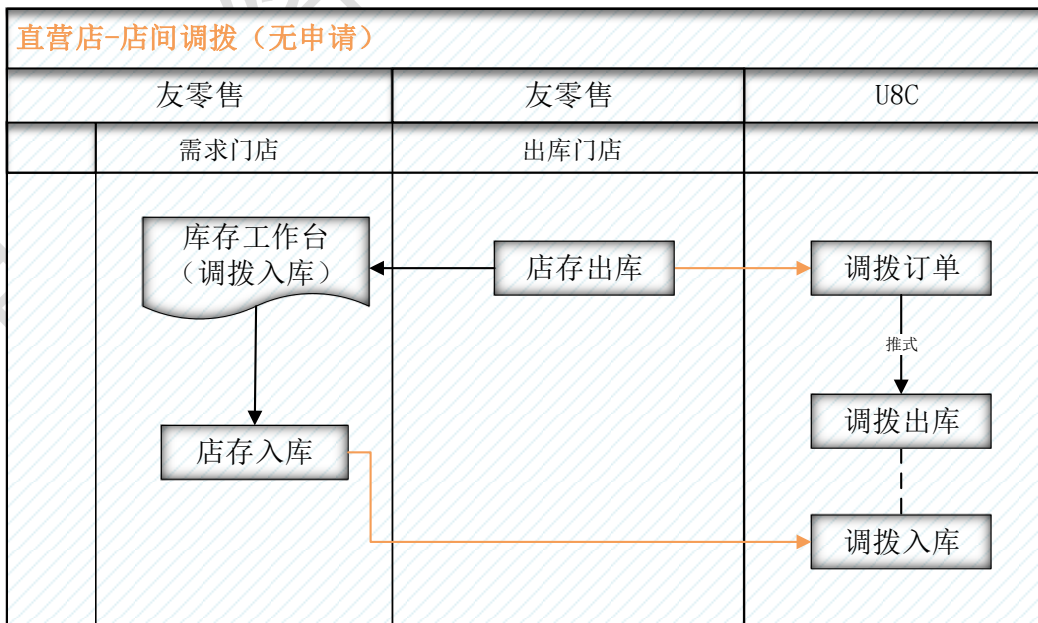 直营店-店间调拨（无申请）
友零售
友零售
U8C
需求门店
出库门店
库存工作台
（调拨入库）
店存出库
调拨订单
推式
调拨出库
店存入库
调拨入库